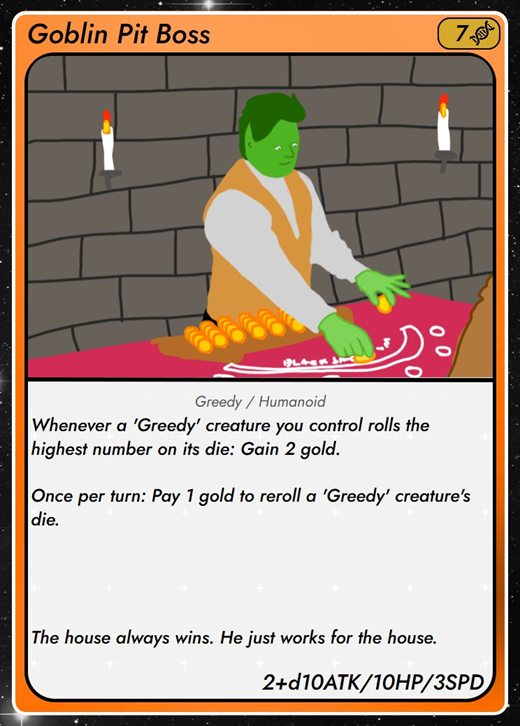 Goblin Pit Boss
7
BLACK JACK
Greedy / Humanoid
Whenever a 'Greedy' creature you control rolls the
highest number on its die: Gain 2 gold.
Once per turn: Pay 1 gold to reroll a 'Greedy' creature's
die.
The house always wins. He just works for the house.
2+d10ATK/10HP/3SPD